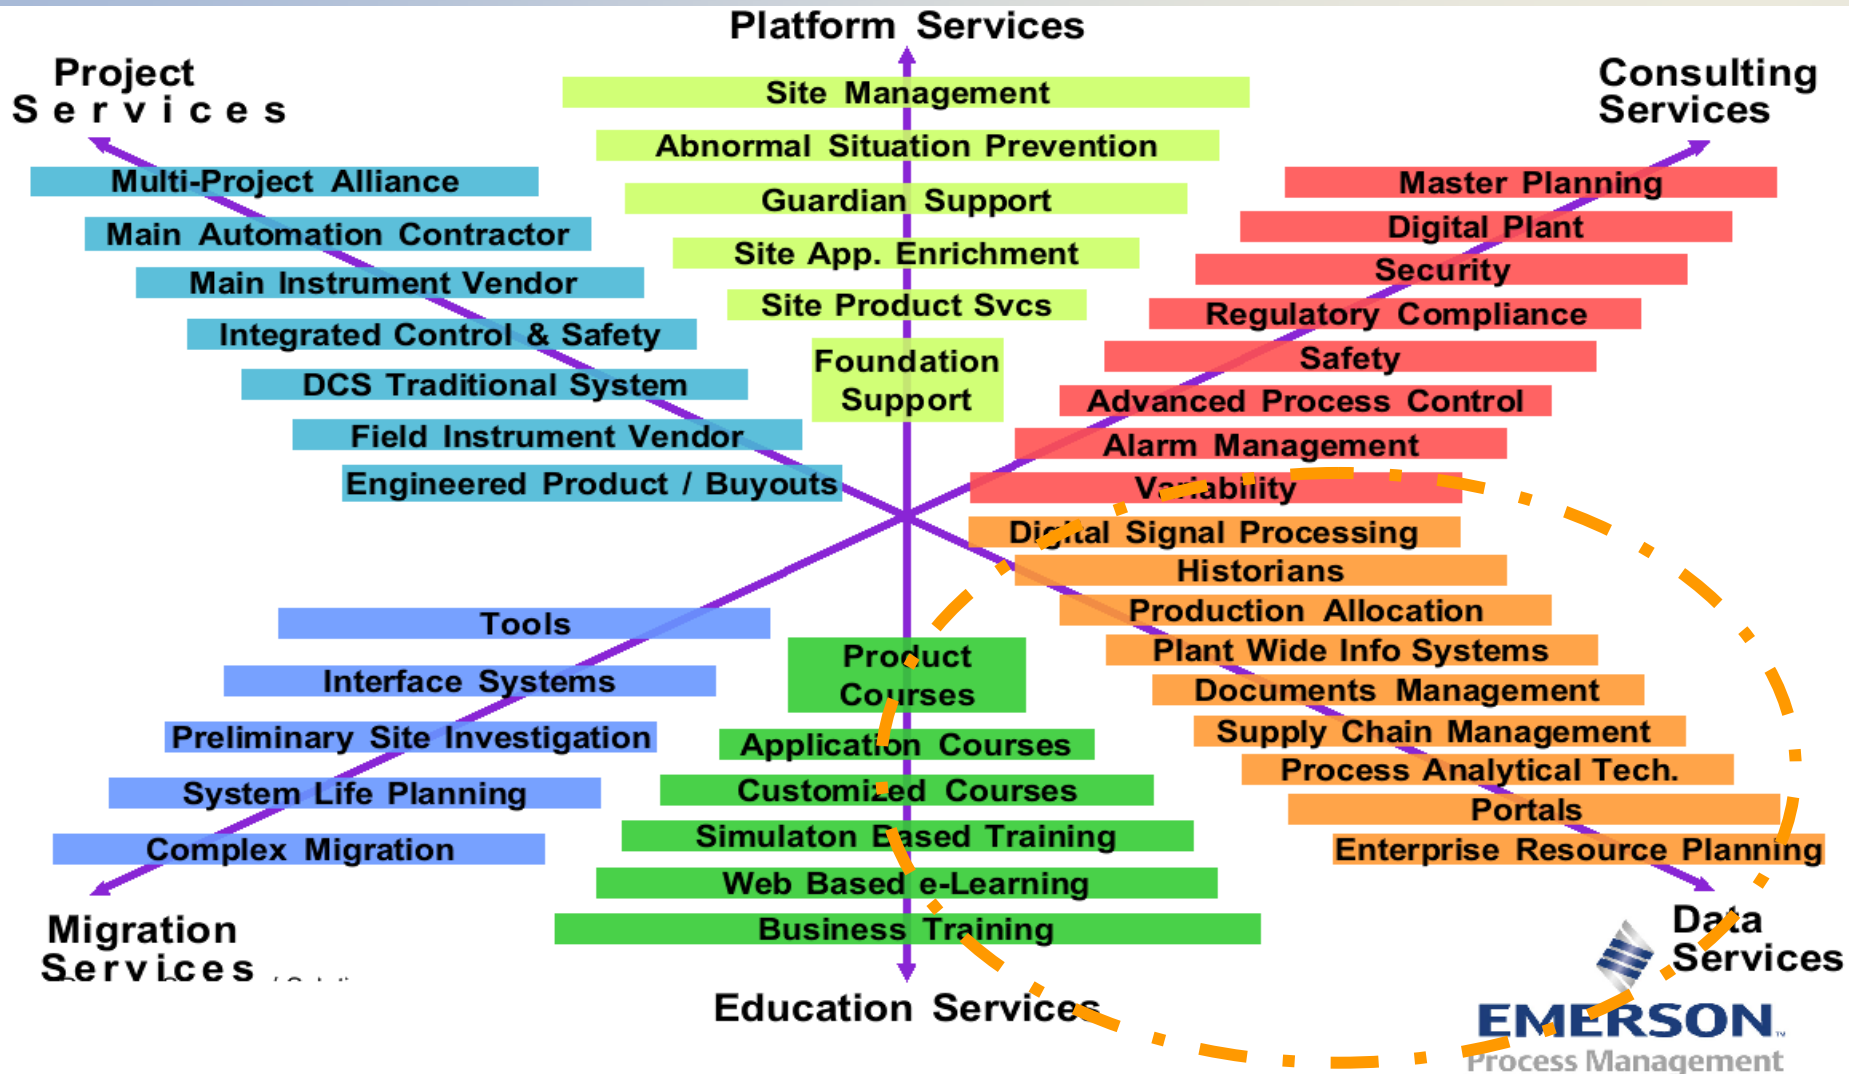 Platform Services
Project
Services
Consulting
Services
Site Management
Abnormal Situation Prevention
Guardian Support
Site App. Enrichment
Site Product Svcs
Foundation
Support
Multi-Project Alliance
Main Automation Contractor
Main Instrument Vendor
Integrated Control & Safety
DCS Traditional System
Field Instrument Vendor
Engineered Product / Buyouts
Master Planning
Digital Plant
Security
Regulatory Compliance
Safety
Advanced Process Control
Alarm Management
Variability
Digital Signal Processing
Historians
Production Allocation
Plant Wide Info Systems
Documents Management
Supply Chain Management
Process Analytical Tech.
Portals
Enterprise Resource Planning
Tools
Interface Systems
Preliminary Site Investigation
System Life Planning
Complex Migration
Product
Courses
Application Courses
Customized Courses
Simulaton Based Training
Web Based e-Learning
Business Training
Migration
Services
Education Services
Data
Services
EMERSON™
Process Management